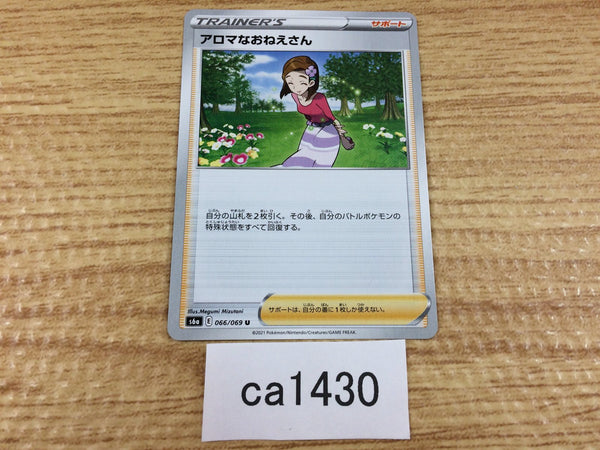 TRAINER'S サポート
アロマなおねえさん
自分の山札を2枚引く。その後、自分のバトルポケモンの
特殊状態をすべて回復する。
Illus.Megumi Mizutani
サポートは、自分の番に1枚しか使えない。
s6a E 066/069 U
©2021 Pokémon/Nintendo/Creatures/GAME FREAK.
ca1430